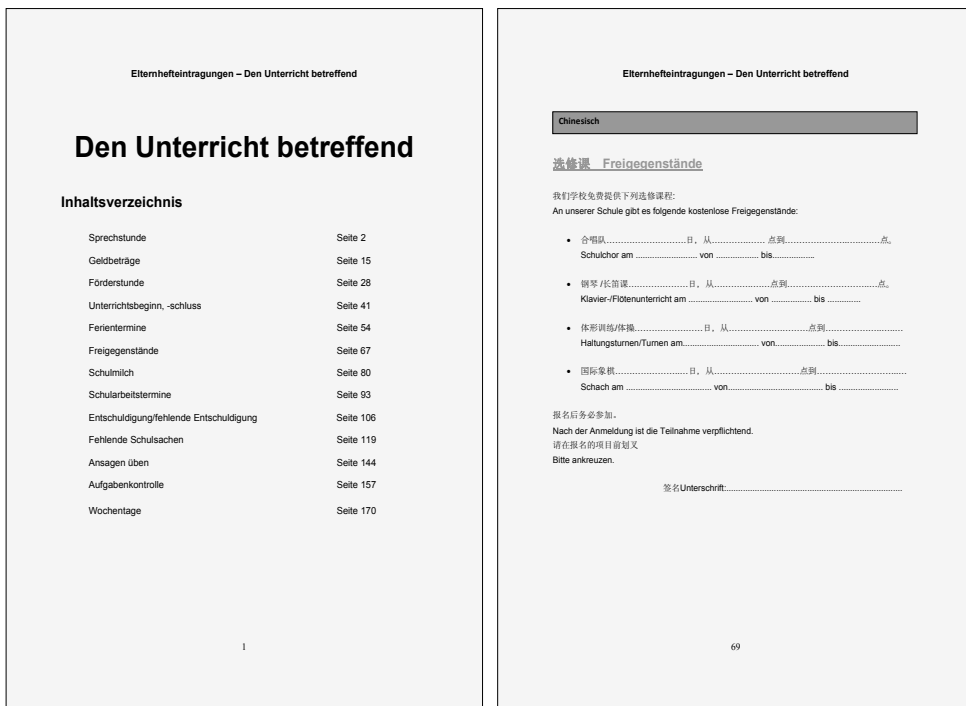 Elternhefteintragungen – Den Unterricht betreffend
Den Unterricht betreffend
Inhaltsverzeichnis
Sprechstunde Seite 2
Geldbeträge Seite 15
Förderstunde Seite 28
Unterrichtsbeginn, -schluss Seite 41
Ferientermine Seite 54
Freigegenstände Seite 67
Schulmilch Seite 80
Schularbeitstermine Seite 93
Entschuldigung/fehlende Entschuldigung Seite 106
Fehlende Schulsachen Seite 119
Ansagen üben Seite 144
Aufgabenkontrolle Seite 157
Wochentage Seite 170
1
Elternhefteintragungen – Den Unterricht betreffend
Chinesisch
选修课 Freigegenstände
我们学校免费提供下列选修课程:
An unserer Schule gibt es folgende kostenlose Freigegenstände:
• 合唱队...........................日，从.................. 点到................................点。
Schulchor am .......................... von .................. bis.................
• 钢琴 /长笛课....................日，从...................点到..............................点。
Klavier-/Flötenunterricht am ........................... von ................. bis ..............
• 体形训练/体操.......................日，从...........................点到..........................
Haltungsturnen/Turnen am................................ von..................... bis..........................
• 国际象棋.........................日，从.............................点到..............................
Schach am .................................... von........................................ bis .........................
报名后务必参加。
Nach der Anmeldung ist die Teilnahme verpflichtend.
请在报名的项目前划叉
Bitte ankreuzen.
签名Unterschrift:..........................................................................
69